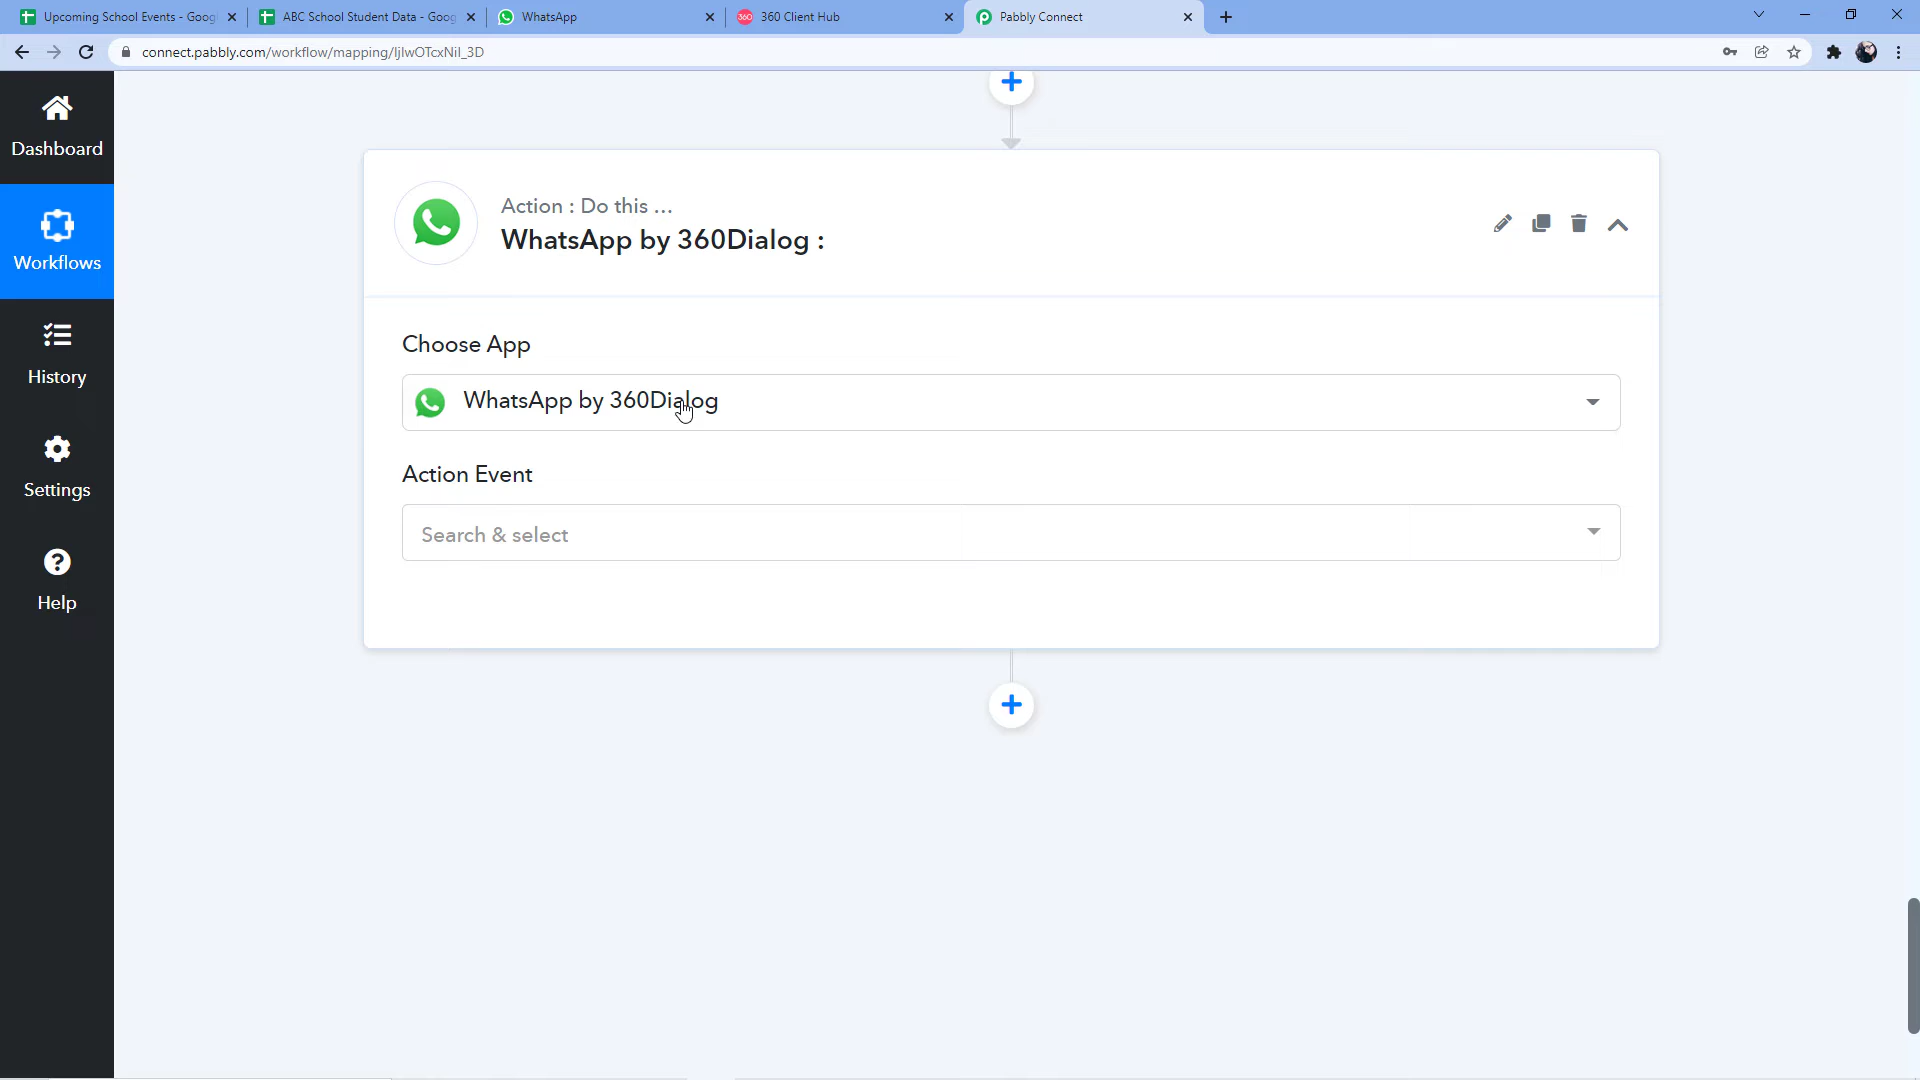 Upcoming School Events - Goog
ABC School Student Data - Goog
WhatsApp
360 360 Client Hub
Pabbly Connect
connect.pabbly.com/workflow/mapping/IjIwOTcxNiI_3D
Dashboard
Workflows
History
Settings
Help
Action : Do this ...
WhatsApp by 360Dialog :
Choose App
WhatsApp by 360Dialog
Action Event
Search & select